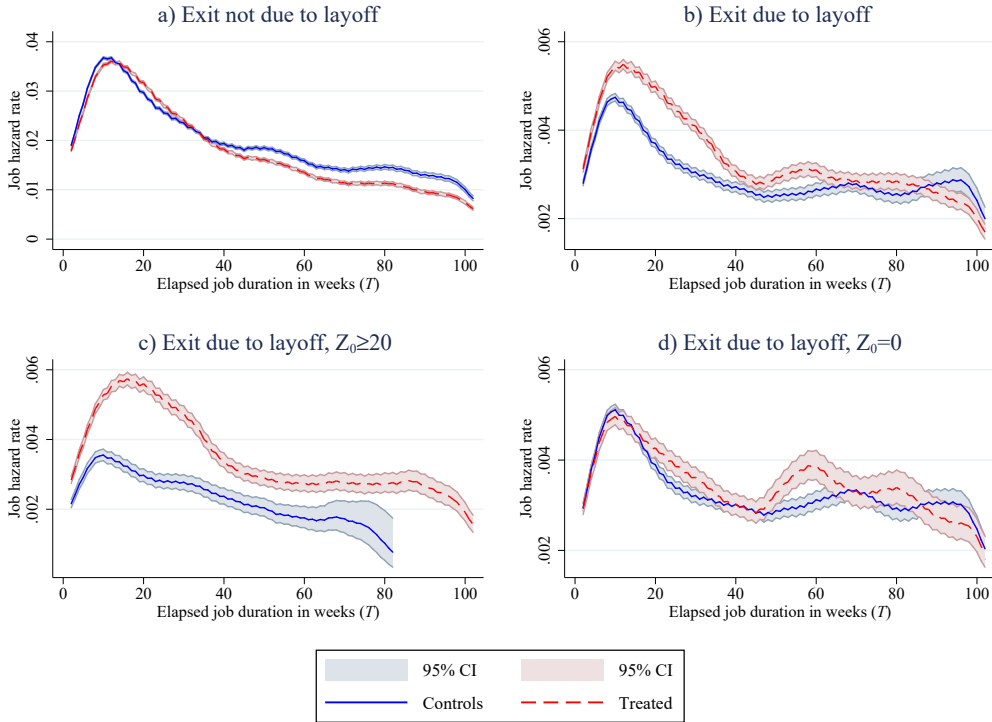 a) Exit not due to layoff
Job hazard rate
.04
.03
.02
.01
0
0 20 40 60 80 100
Elapsed job duration in weeks (T)
b) Exit due to layoff
Job hazard rate
.006
.004
.002
0 20 40 60 80 100
Elapsed job duration in weeks (T)
c) Exit due to layoff, Z₀≥20
Job hazard rate
.006
.004
.002
0 20 40 60 80 100
Elapsed job duration in weeks (T)
d) Exit due to layoff, Z₀=0
Job hazard rate
.006
.004
.002
0 20 40 60 80 100
Elapsed job duration in weeks (T)
95% CI 95% CI
Controls Treated